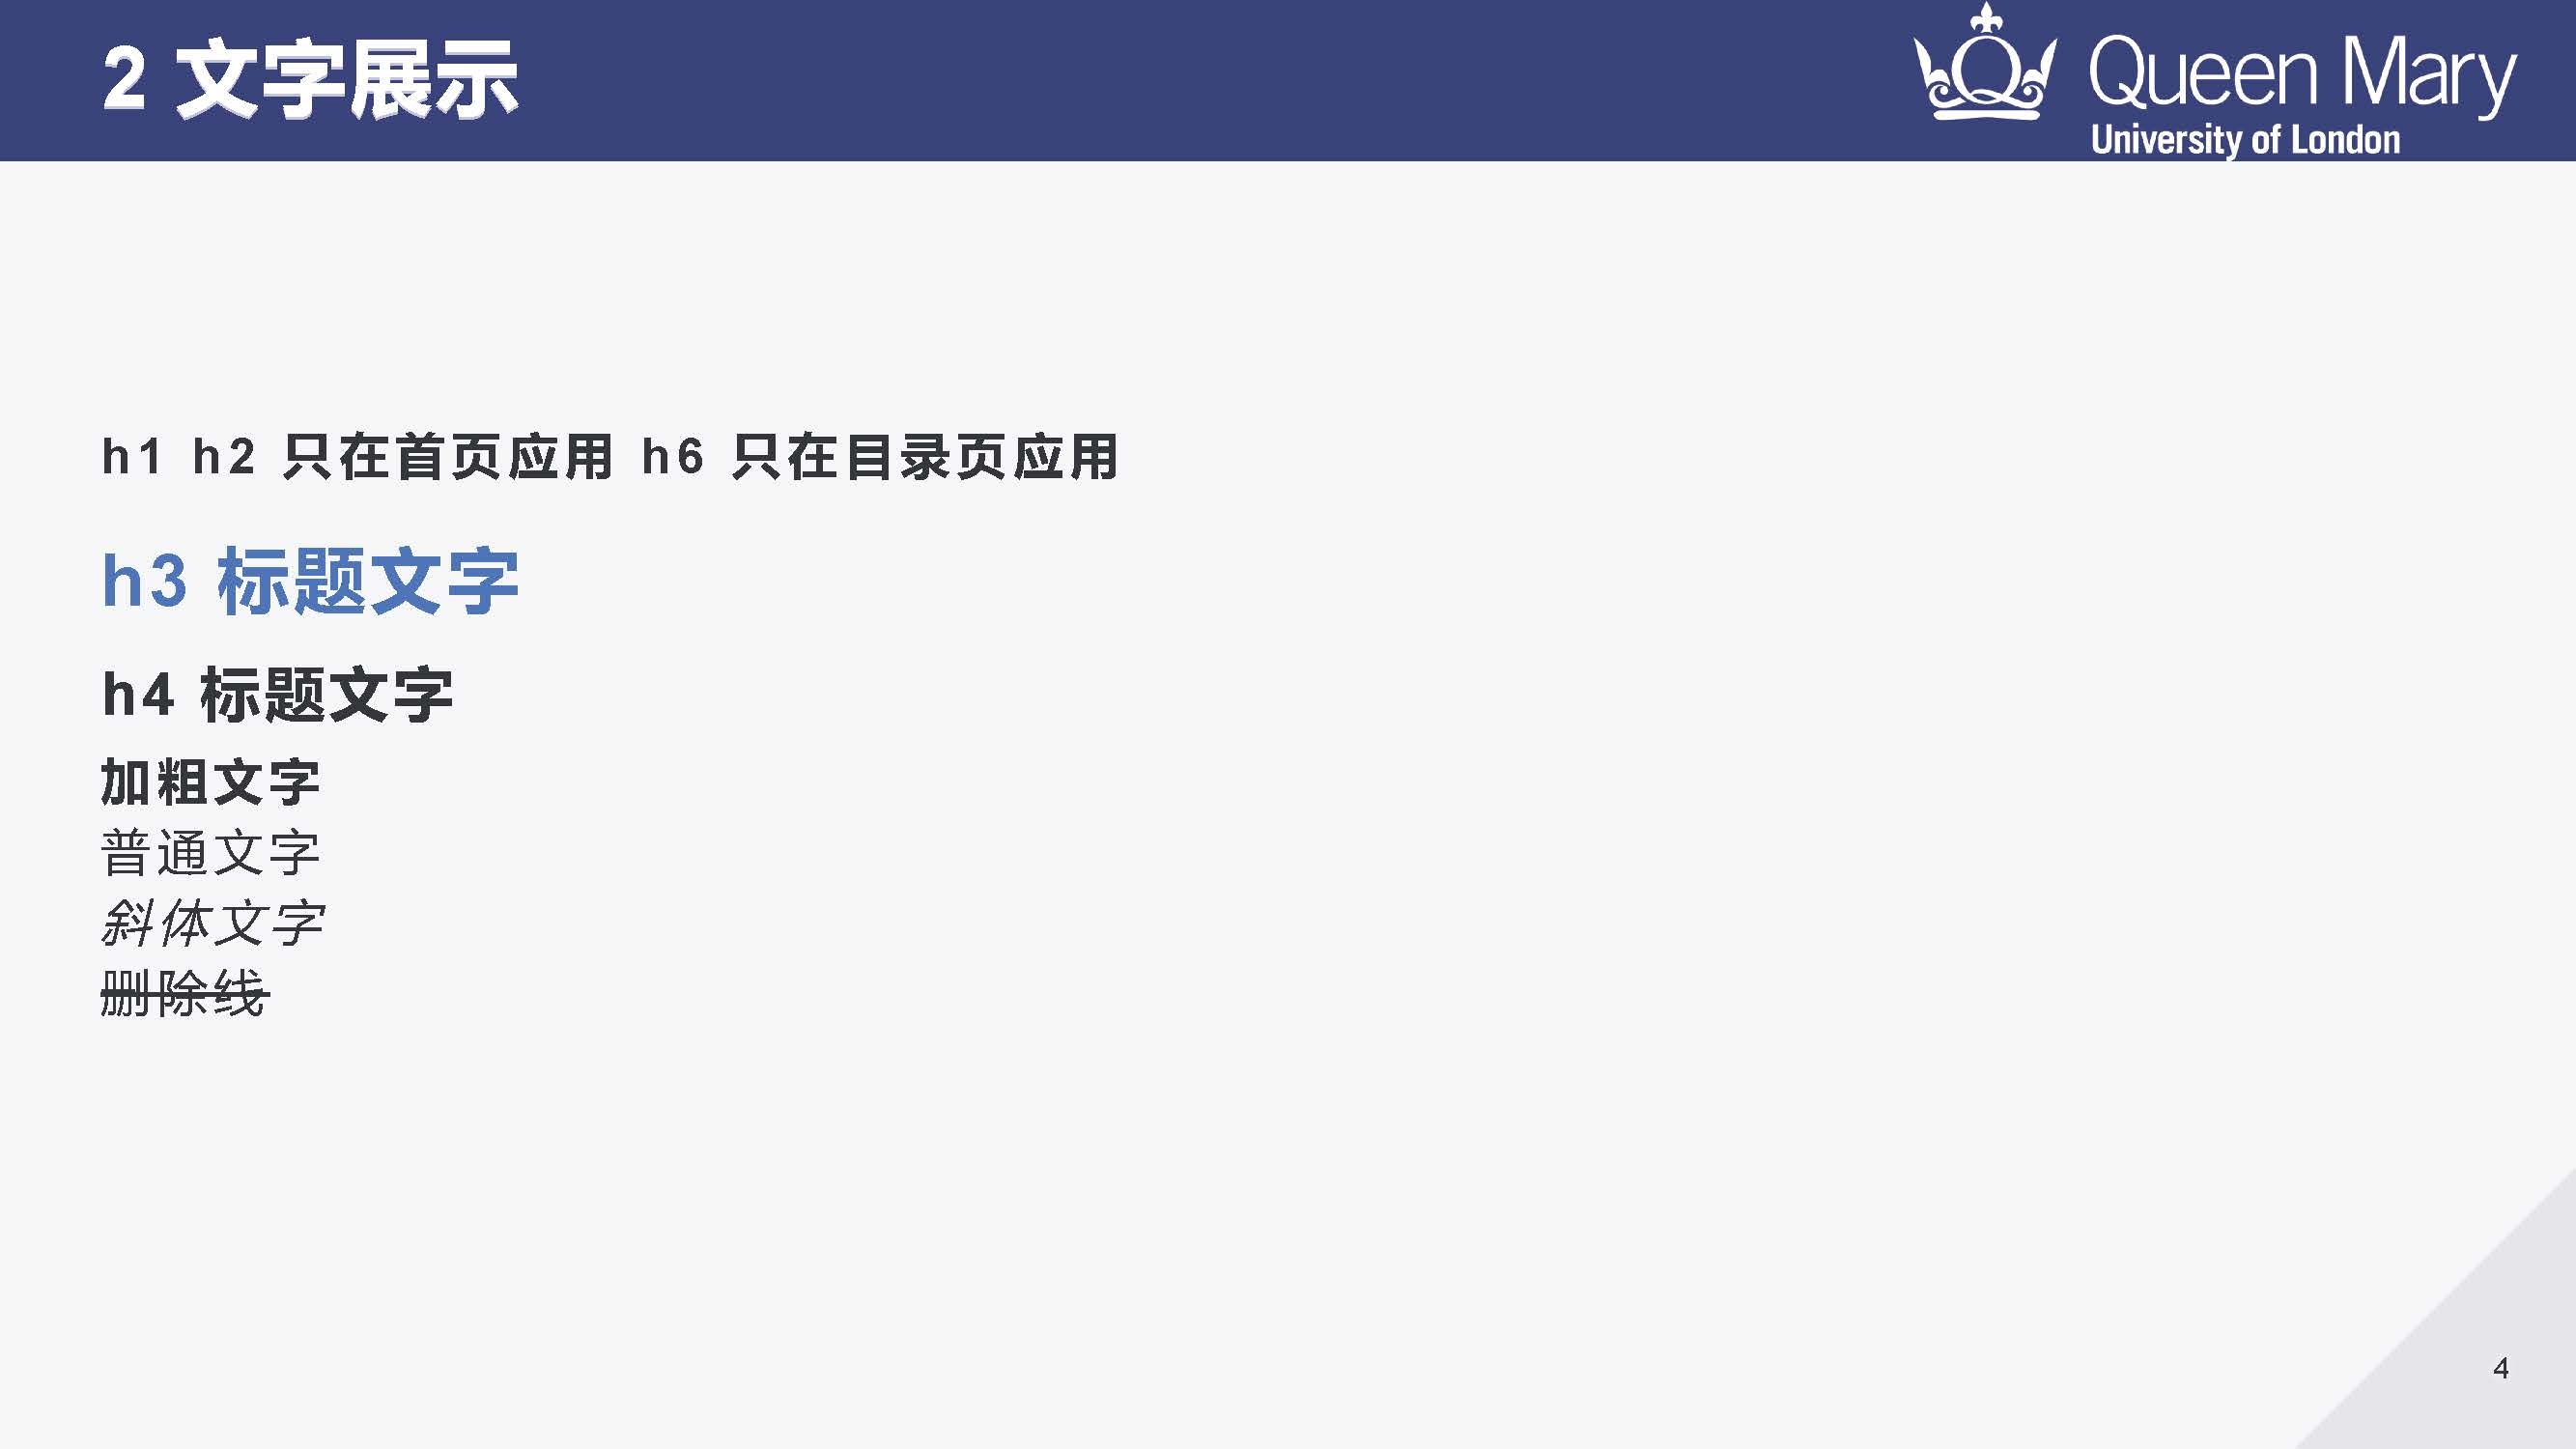 2 文字展示
Queen Mary
University of London
h1 h2 只在首页应用 h6 只在目录页应用
h3 标题文字
h4 标题文字
加粗文字
普通文字
斜体文字
删除线
4